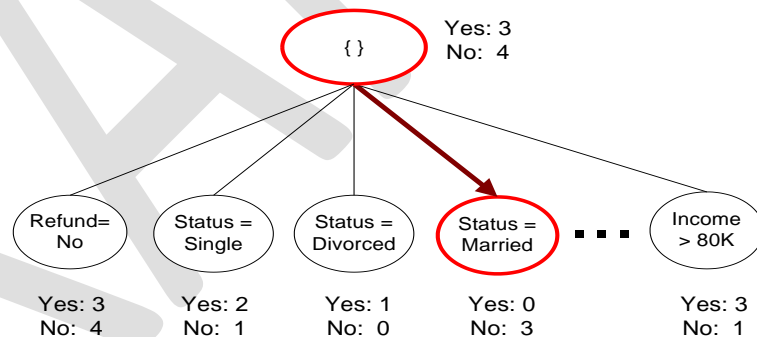 { }
Yes: 3
No: 4
Refund=
No
Status =
Single
Status =
Divorced
Status =
Married
Income
> 80K
Yes: 3
No: 4
Yes: 2
No: 1
Yes: 1
No: 0
Yes: 0
No: 3
Yes: 3
No: 1